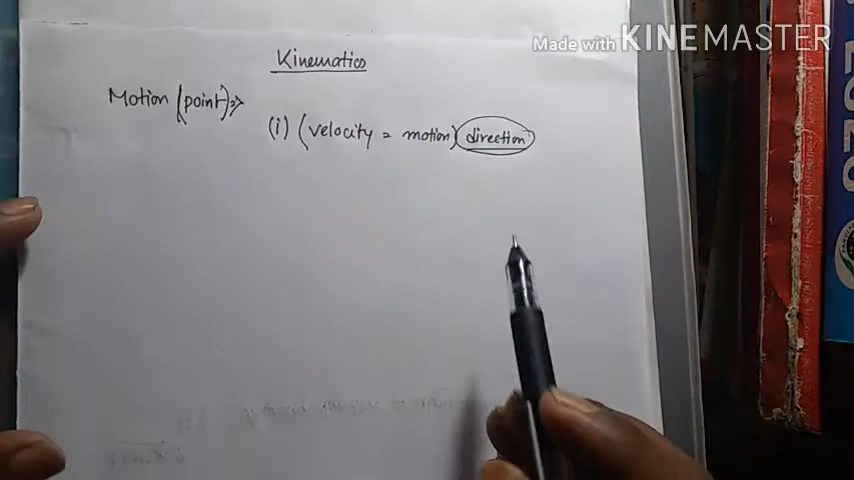 Made with KINEMASTER
Kinematics
Motion (point) ⇒
(i) (velocity = motion) direction